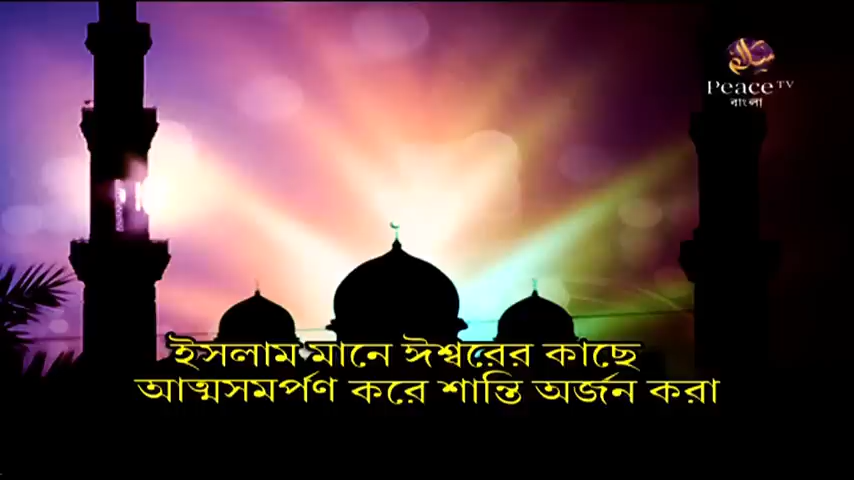 Peace TV
বাংলা
ইসলাম মানে ঈশ্বরের কাছে
আত্মসমর্পণ করে শান্তি অর্জন করা